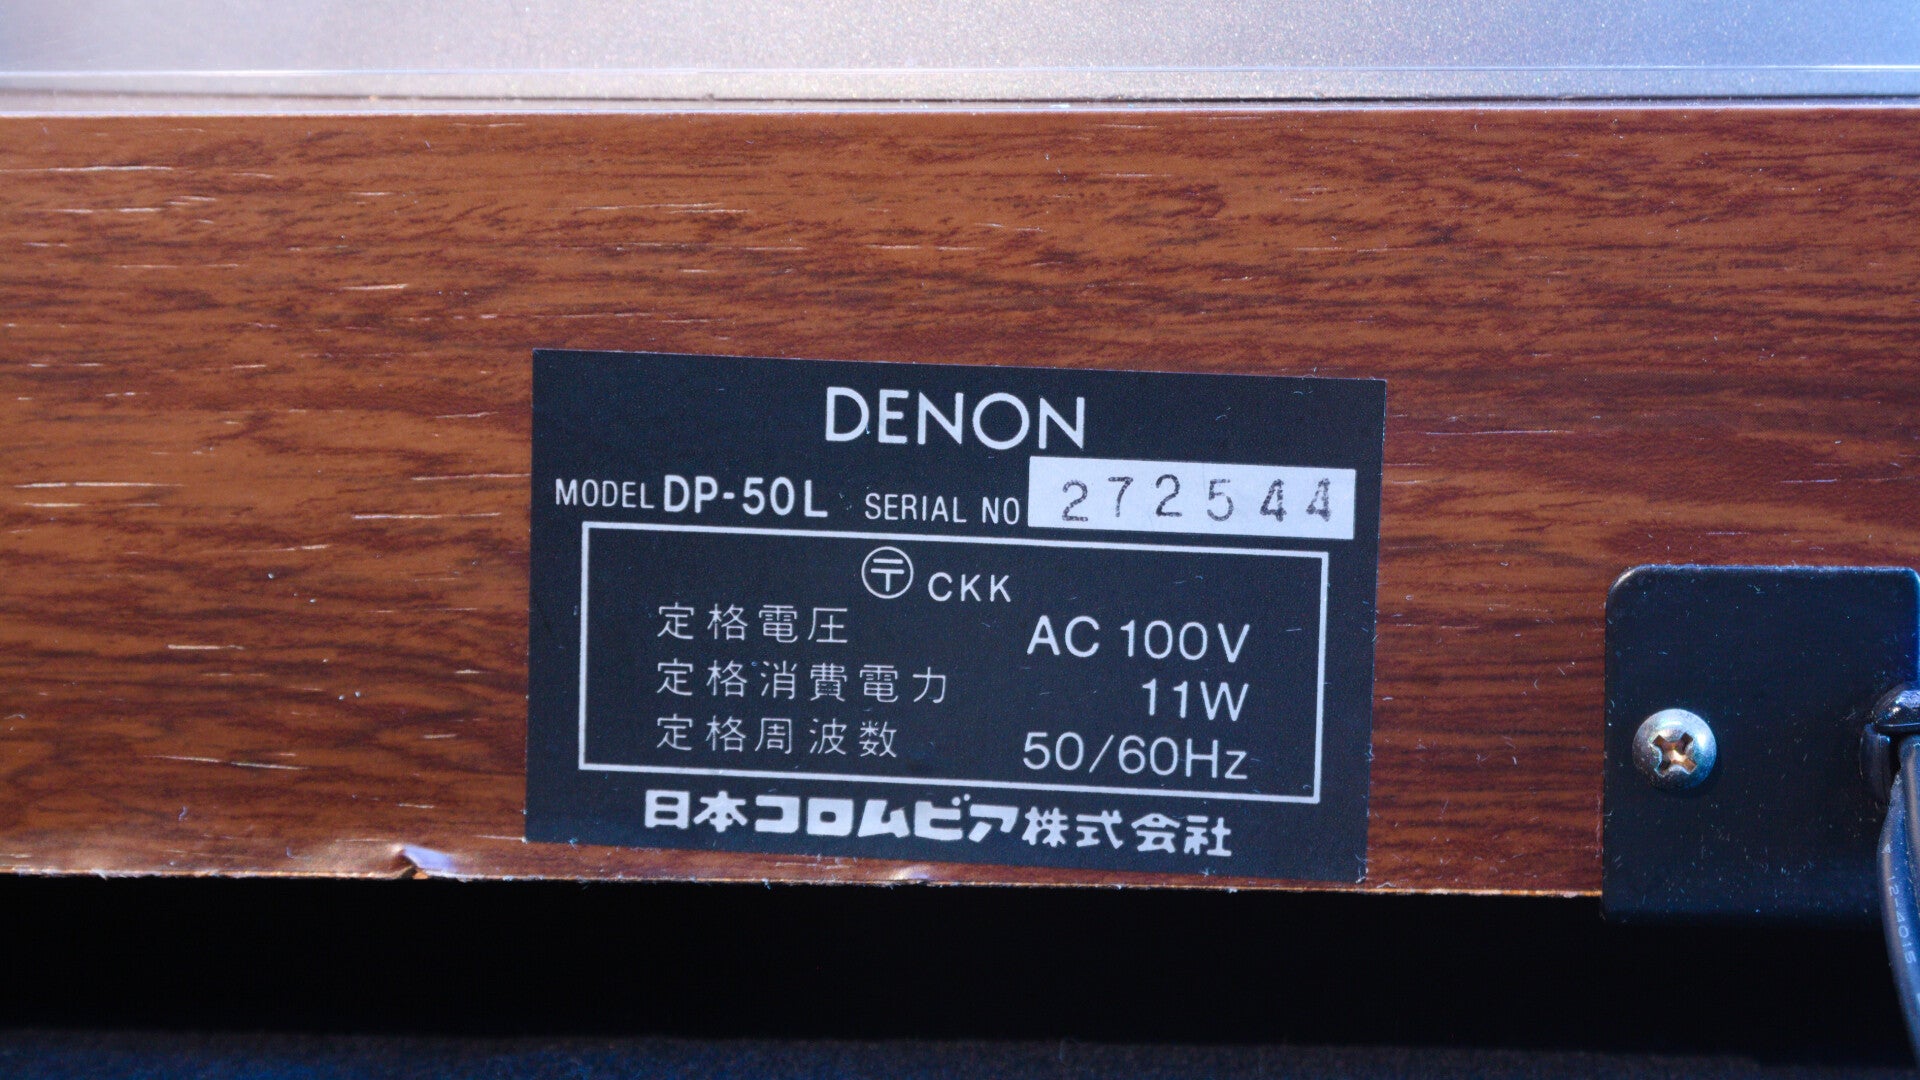 DENON
MODEL DP-50L SERIAL NO 272544
〒 CKK
定格電圧 AC 100V
定格消費電力 11W
定格周波数 50/60Hz
日本コロムビア株式会社